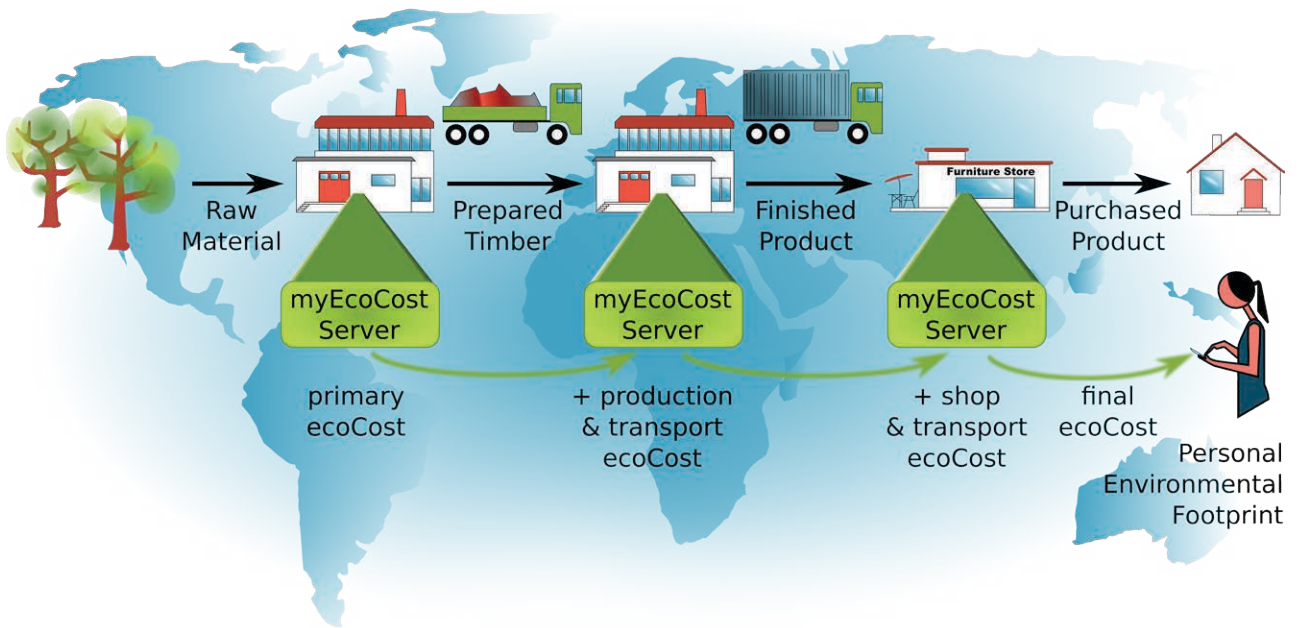 Furniture Store
Raw
Material
Prepared
Timber
Finished
Product
Purchased
Product
myEcoCost
Server
myEcoCost
Server
myEcoCost
Server
primary
ecoCost
+ production
& transport
ecoCost
+ shop
& transport
ecoCost
final
ecoCost
Personal
Environmental
Footprint